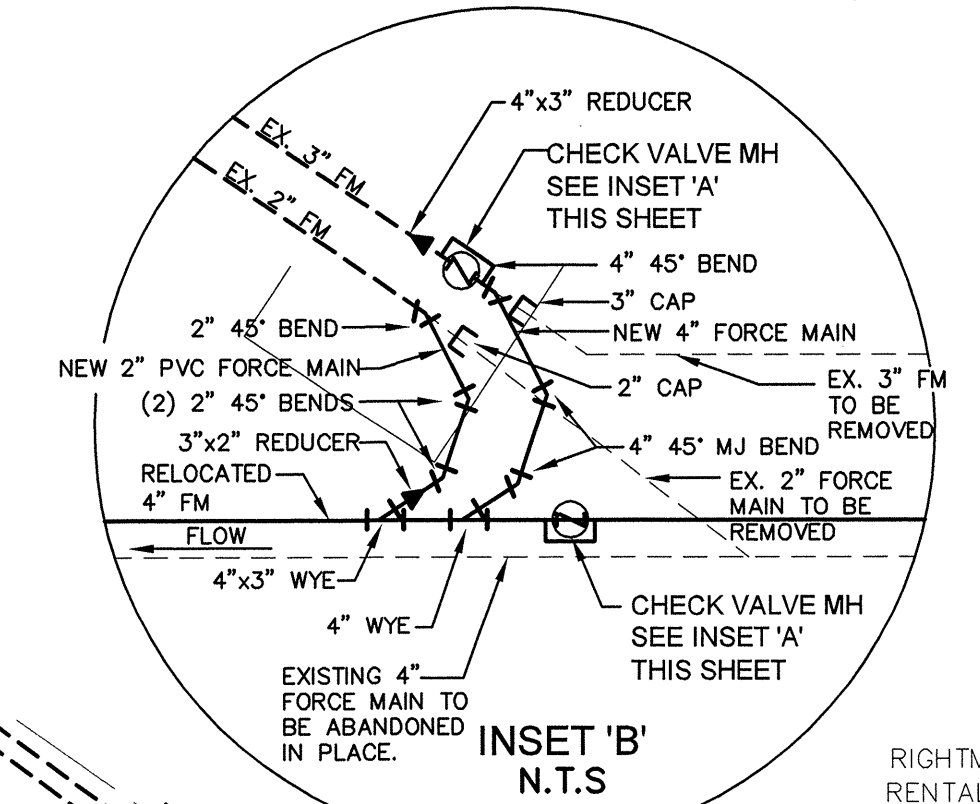 4"x3" REDUCER
CHECK VALVE MH
SEE INSET 'A'
THIS SHEET
EX. 3" FM
EX. 2" FM
4" 45° BEND
3" CAP
NEW 4" FORCE MAIN
2" 45° BEND
NEW 2" PVC FORCE MAIN
2" CAP
EX. 3" FM
TO BE
REMOVED
(2) 2" 45° BENDS
3"x2" REDUCER
4" 45° MJ BEND
RELOCATED
4" FM
EX. 2" FORCE
MAIN TO BE
REMOVED
FLOW
4"x3" WYE
4" WYE
CHECK VALVE MH
SEE INSET 'A'
THIS SHEET
EXISTING 4"
FORCE MAIN TO
BE ABANDONED
IN PLACE.
INSET 'B'
N.T.S
RIGHTM
RENTAL